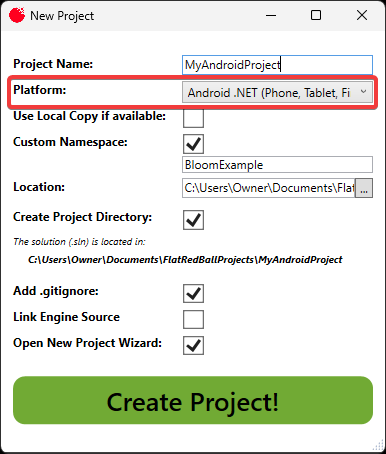 New Project
Project Name: MyAndroidProject
Platform: Android .NET (Phone, Tablet, Fi
Use Local Copy if available:
Custom Namespace:
BloomExample
Location: C:\Users\Owner\Documents\Flat ...
Create Project Directory:
The solution (.sln) is located in:
C:\Users\Owner\Documents\FlatRedBallProjects\MyAndroidProject
Add .gitignore:
Link Engine Source
Open New Project Wizard:
Create Project!